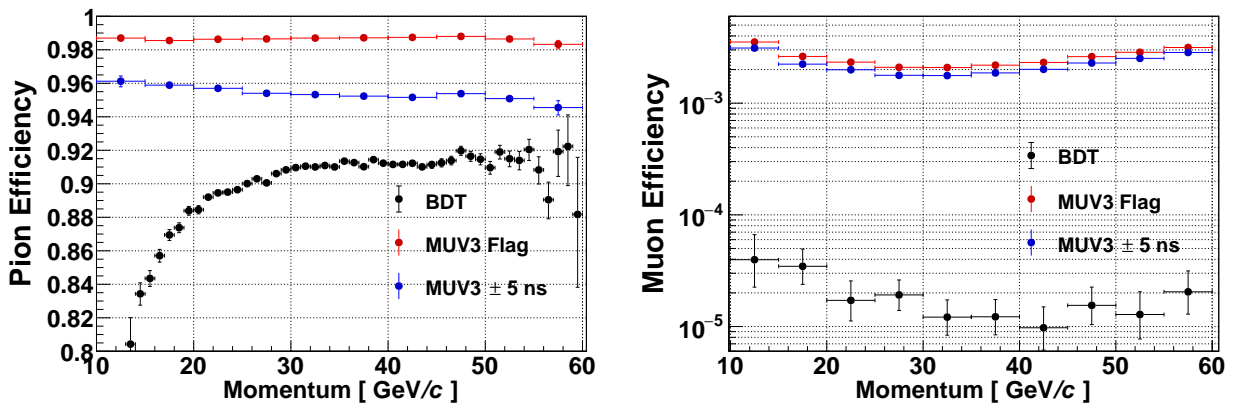 Pion Efficiency
1
0.98
0.96
0.94
0.92
0.9
0.88
0.86
0.84
0.82
0.8
BDT
MUV3 Flag
MUV3 ± 5 ns
10 20 30 40 50 60
Momentum [ GeV/c ]
Muon Efficiency
10⁻³
10⁻⁴
10⁻⁵
BDT
MUV3 Flag
MUV3 ± 5 ns
10 20 30 40 50 60
Momentum [ GeV/c ]